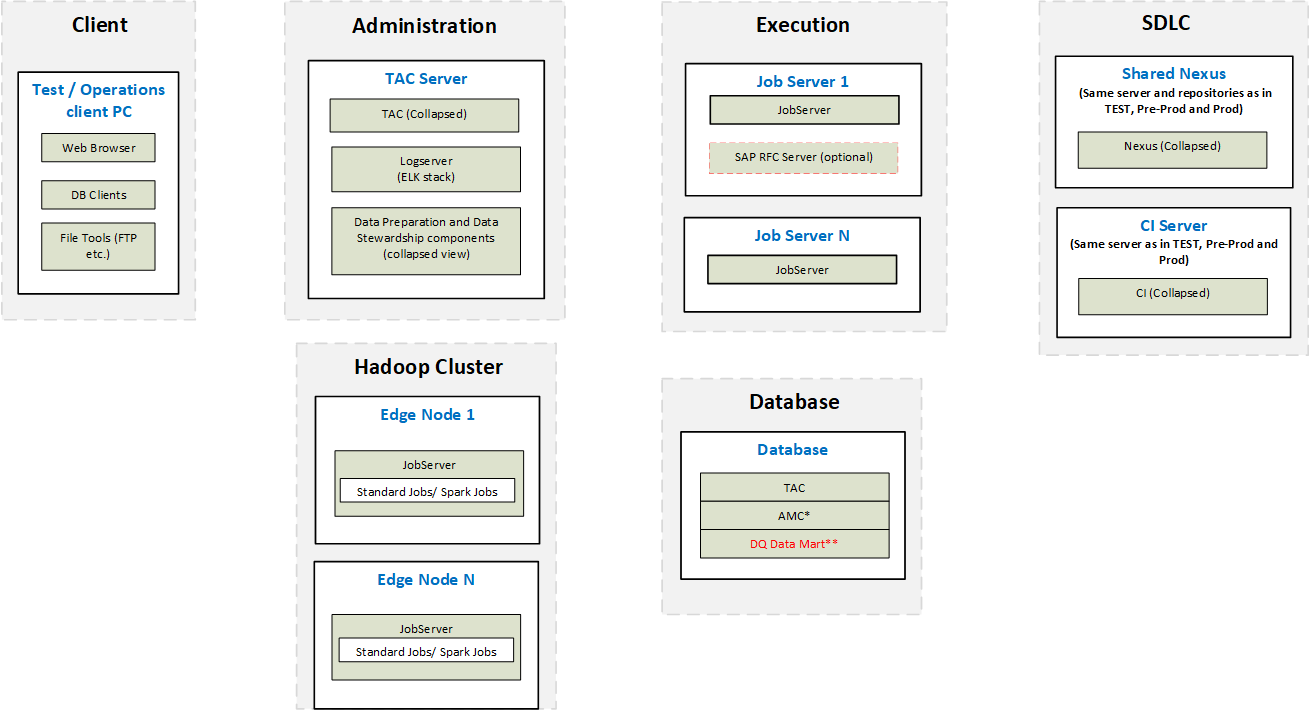 Client
Test / Operations
client PC
Web Browser
DB Clients
File Tools (FTP
etc.)
Administration
TAC Server
TAC (Collapsed)
Logserver
(ELK stack)
Data Preparation and Data
Stewardship components
(collapsed view)
Execution
Job Server 1
JobServer
SAP RFC Server (optional)
Job Server N
JobServer
SDLC
Shared Nexus
(Same server and repositories as in
TEST, Pre-Prod and Prod)
Nexus (Collapsed)
CI Server
(Same server as in TEST, Pre-Prod and
Prod)
CI (Collapsed)
Hadoop Cluster
Edge Node 1
JobServer
Standard Jobs/ Spark Jobs
Edge Node N
JobServer
Standard Jobs/ Spark Jobs
Database
Database
TAC
AMC*
DQ Data Mart**